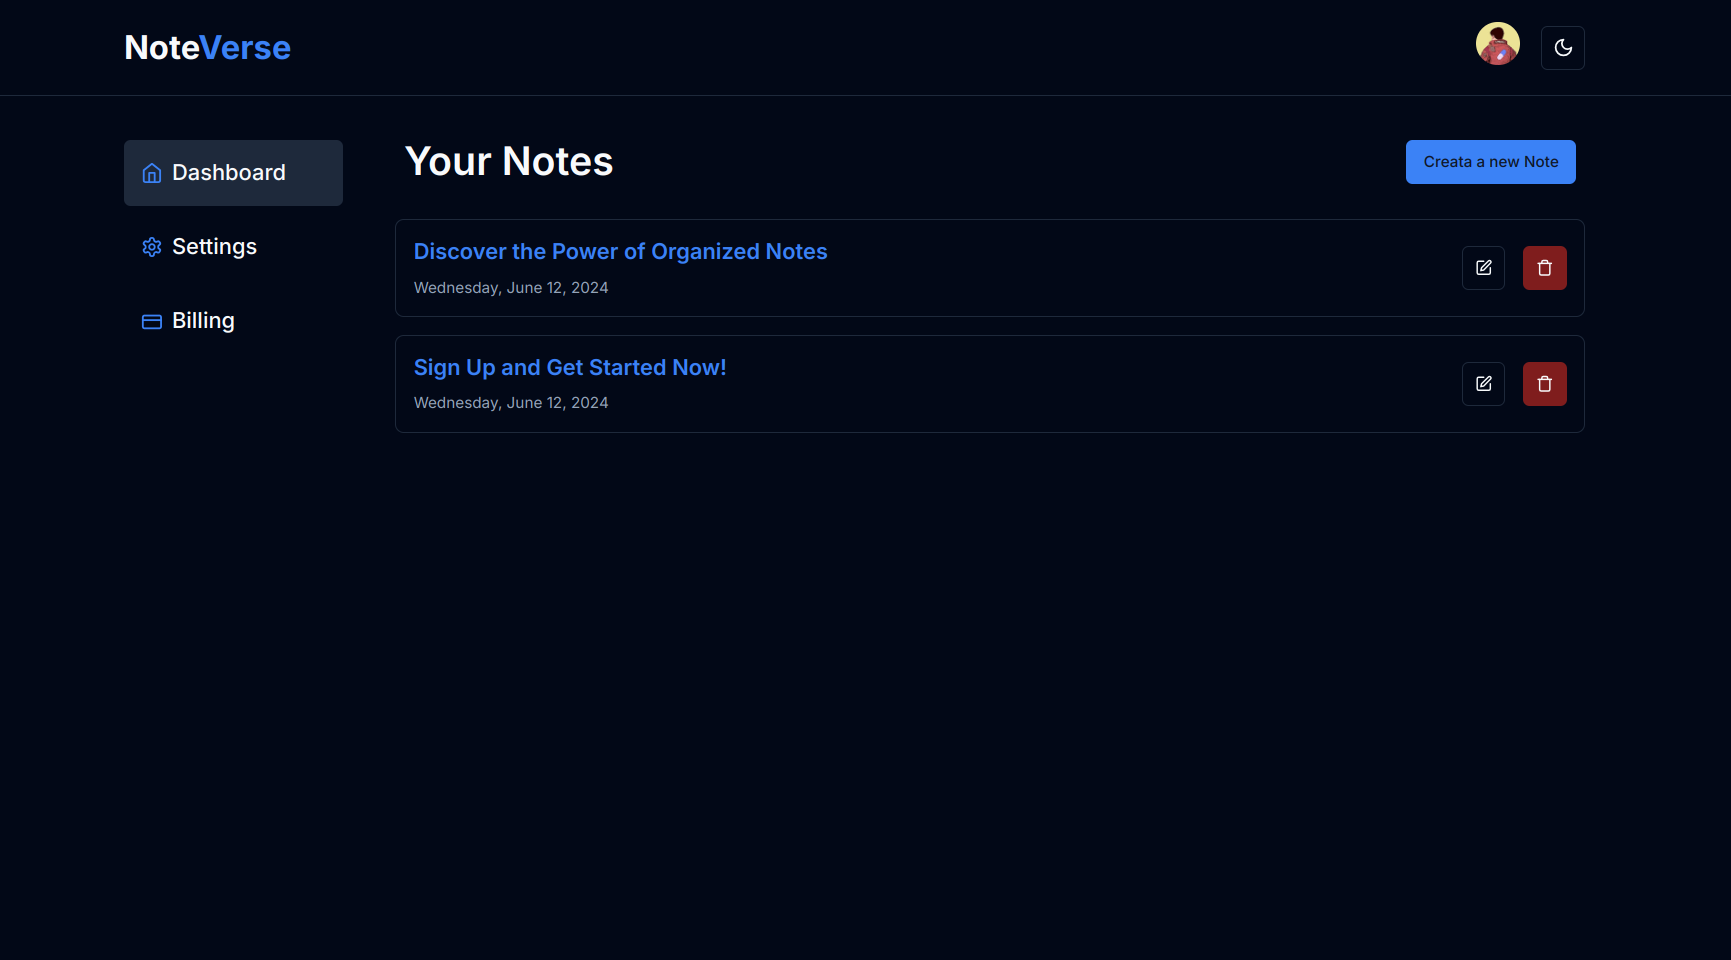 NoteVerse
Dashboard
Settings
Billing
Your Notes
Creata a new Note
Discover the Power of Organized Notes
Wednesday, June 12, 2024
Sign Up and Get Started Now!
Wednesday, June 12, 2024